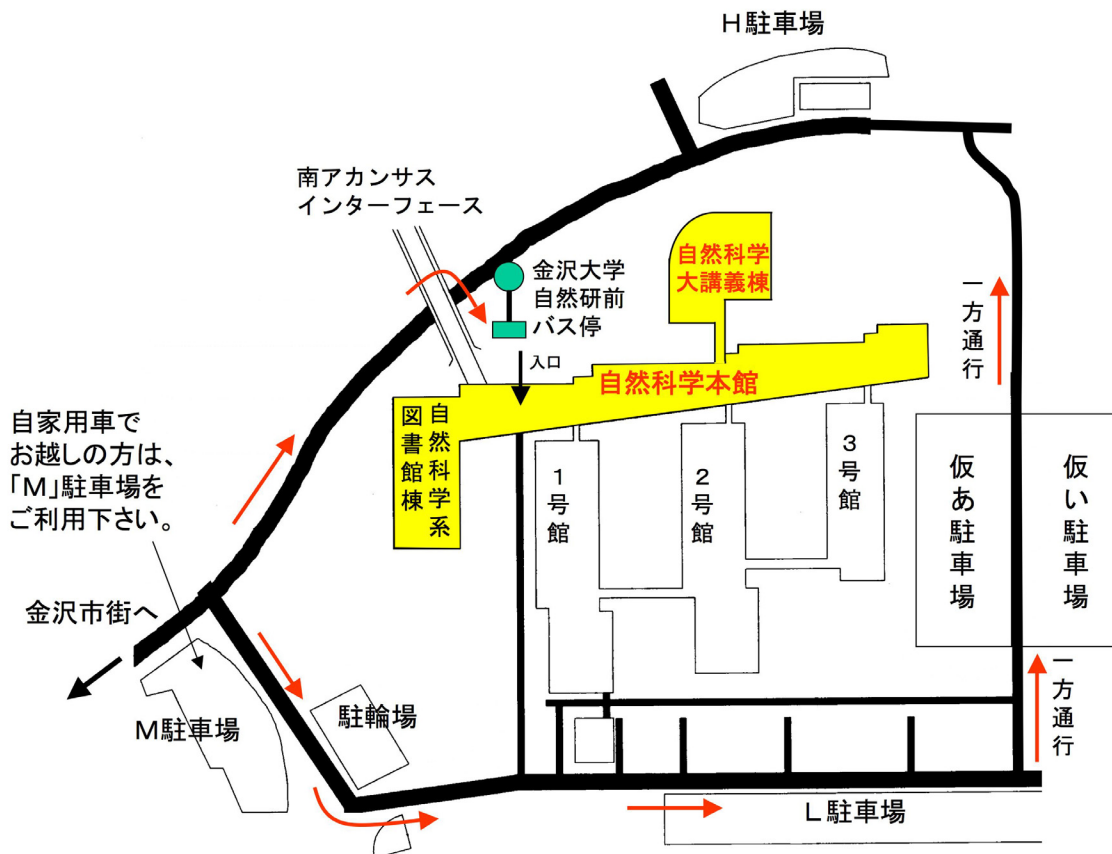 H駐車場
南アカンサス
インターフェース
金沢大学
自然研前
バス停
自然科学
大講義棟
入口
自然科学本館
一方通行
自家用車で
お越しの方は、
「M」駐車場を
ご利用下さい。
自然科学系
図書館棟
1号館
2号館
3号館
仮あ駐車場
仮い駐車場
金沢市街へ
M駐車場
駐輪場
一方通行
L駐車場